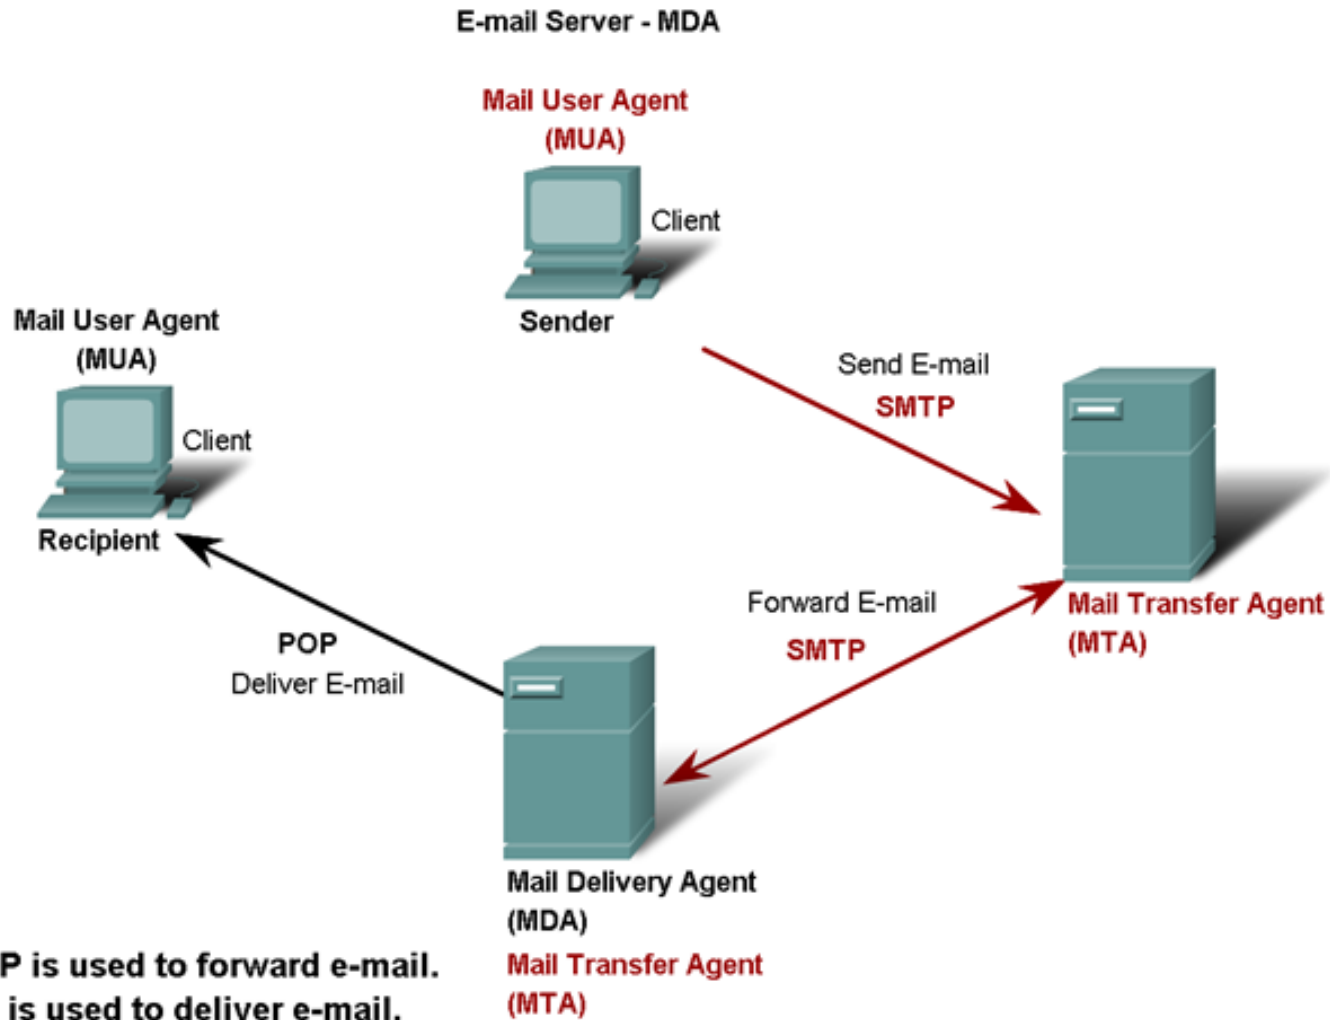 E-mail Server - MDA
Mail User Agent
(MUA)
Client
Sender
Mail User Agent
(MUA)
Client
Recipient
Send E-mail
SMTP
Forward E-mail
SMTP
Mail Transfer Agent
(MTA)
POP
Deliver E-mail
Mail Delivery Agent
(MDA)
Mail Transfer Agent
(MTA)
P is used to forward e-mail.
is used to deliver e-mail.